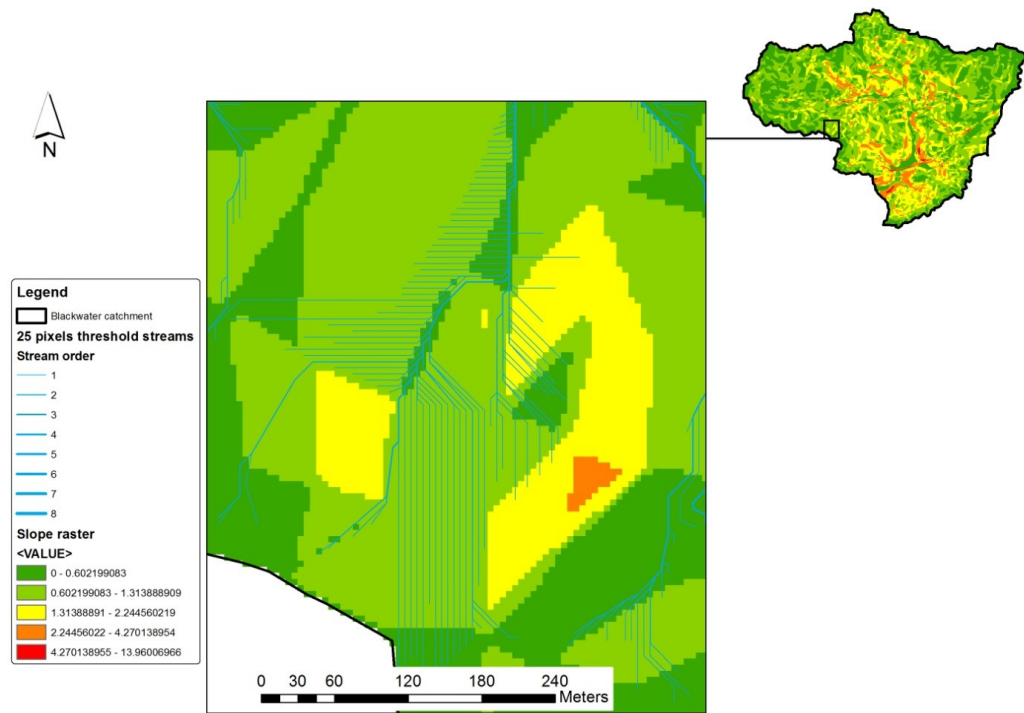 N
Legend
Blackwater catchment
25 pixels threshold streams
Stream order
1
2
3
4
5
6
7
8
Slope raster
<VALUE>
0 - 0.602199083
0.602199083 - 1.313888909
1.31388891 - 2.244560219
2.24456022 - 4.270138954
4.270138955 - 13.96006966
0 15 30 60 120 180 240
Meters